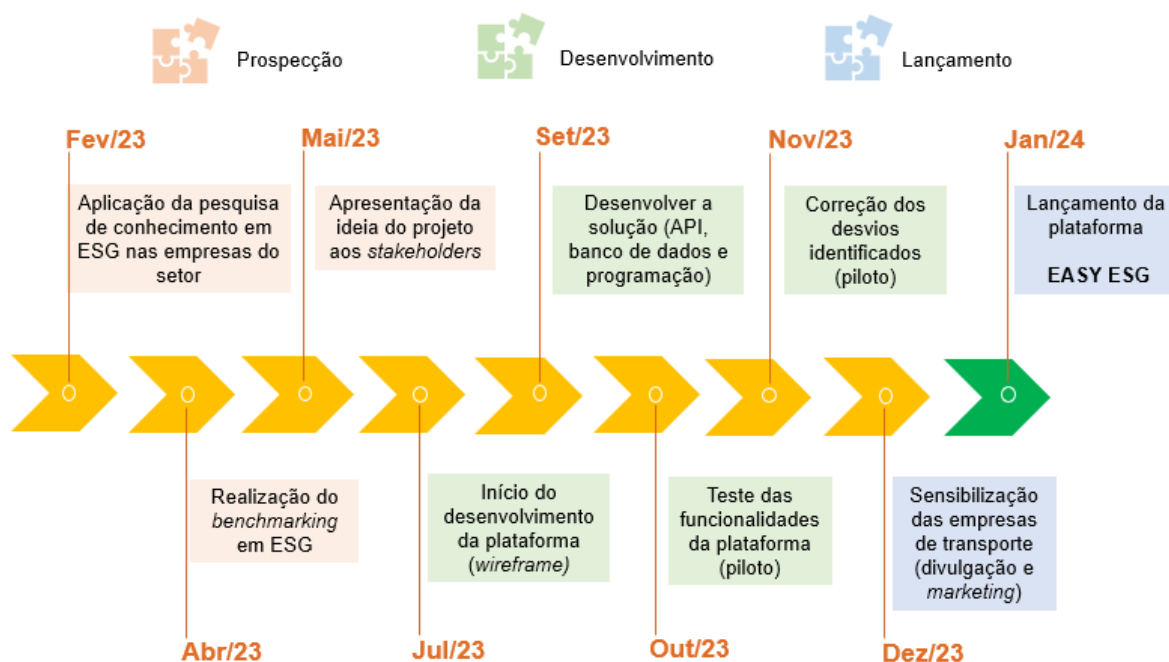 Prospecção
Desenvolvimento
Lançamento
Fev/23
Mai/23
Set/23
Nov/23
Jan/24
Aplicação da pesquisa
de conhecimento em
ESG nas empresas do
setor
Apresentação da
ideia do projeto
aos stakeholders
Desenvolver a
solução (API,
banco de dados e
programação)
Correção dos
desvios
identificados
(piloto)
Lançamento da
plataforma
EASY ESG
Realização do
benchmarking
em ESG
Início do
desenvolvimento
da plataforma
(wireframe)
Teste das
funcionalidades
da plataforma
(piloto)
Sensibilização
das empresas
de transporte
(divulgação e
marketing)
Abr/23
Jul/23
Out/23
Dez/23